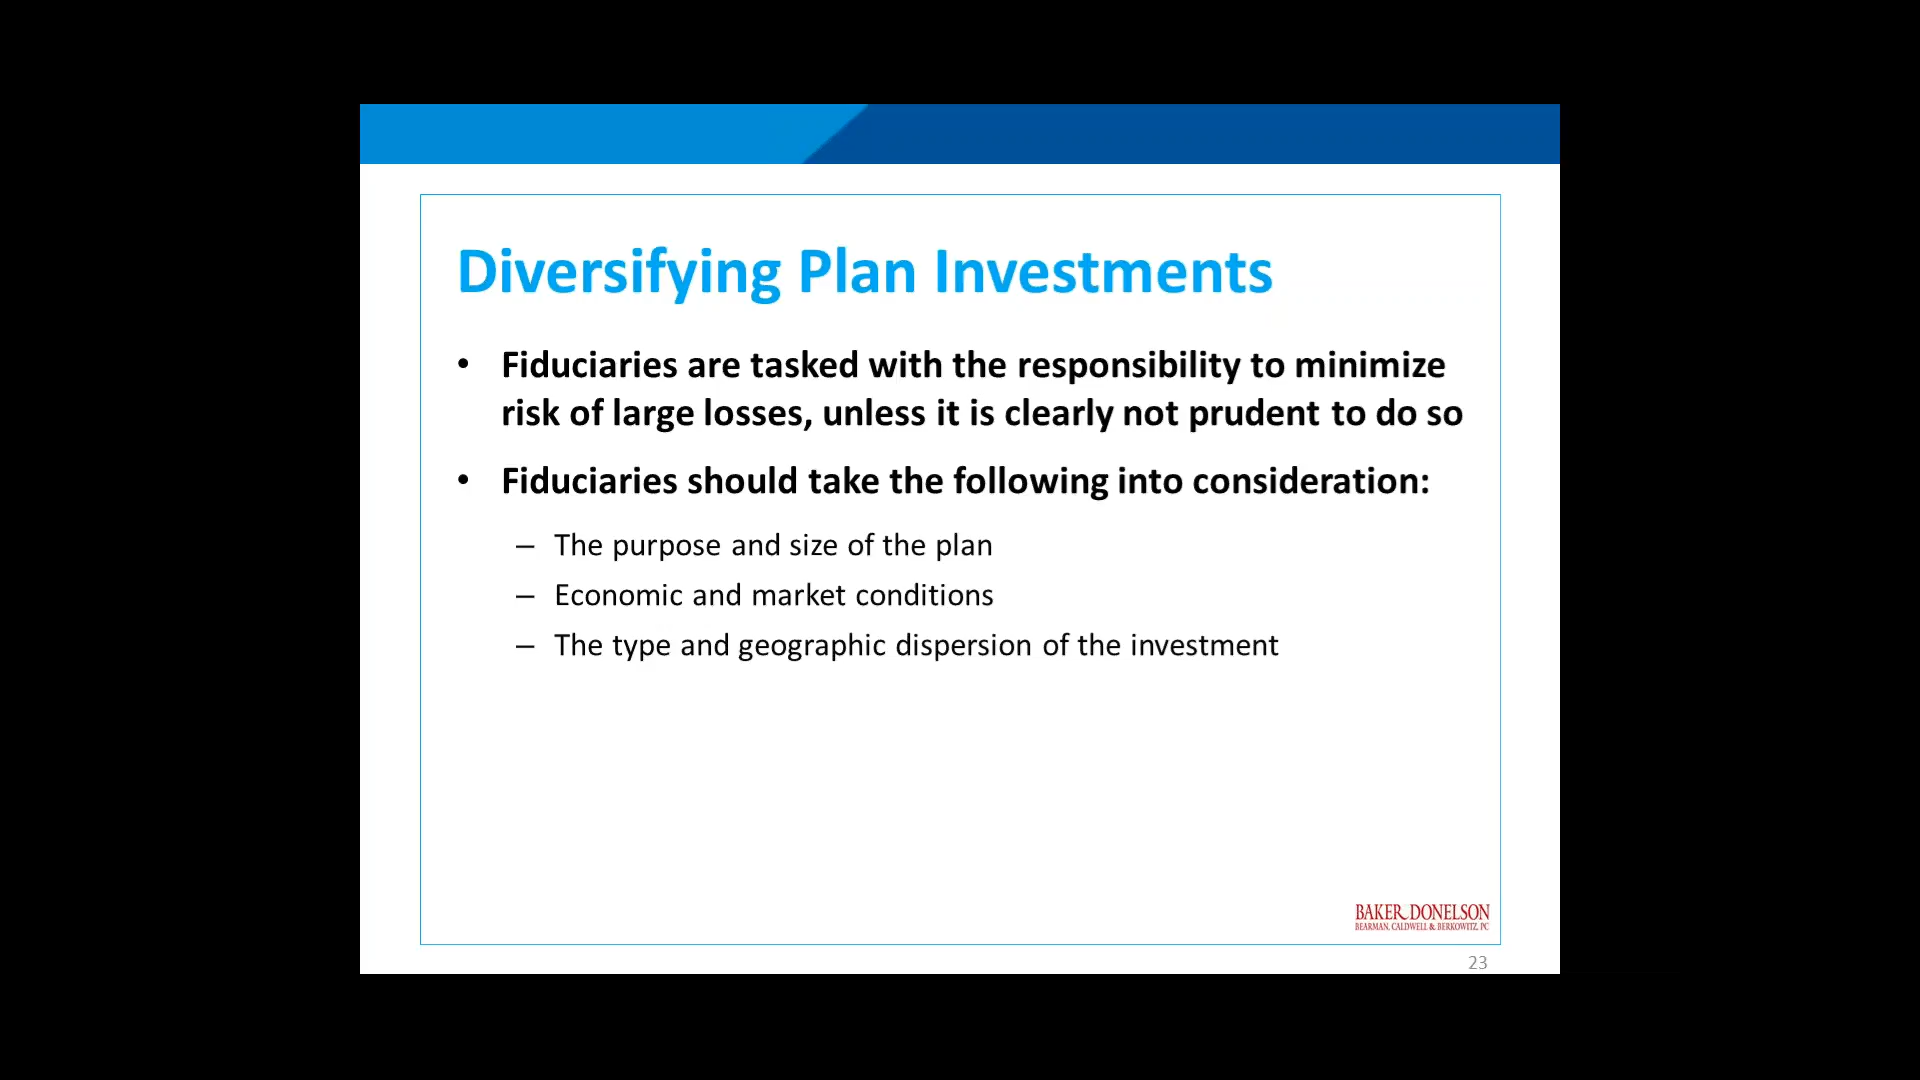 Diversifying Plan Investments
• Fiduciaries are tasked with the responsibility to minimize
risk of large losses, unless it is clearly not prudent to do so
• Fiduciaries should take the following into consideration:
– The purpose and size of the plan
– Economic and market conditions
– The type and geographic dispersion of the investment
BAKER DONELSON
BEARMAN, CALDWELL & BERKOWITZ, PC
23